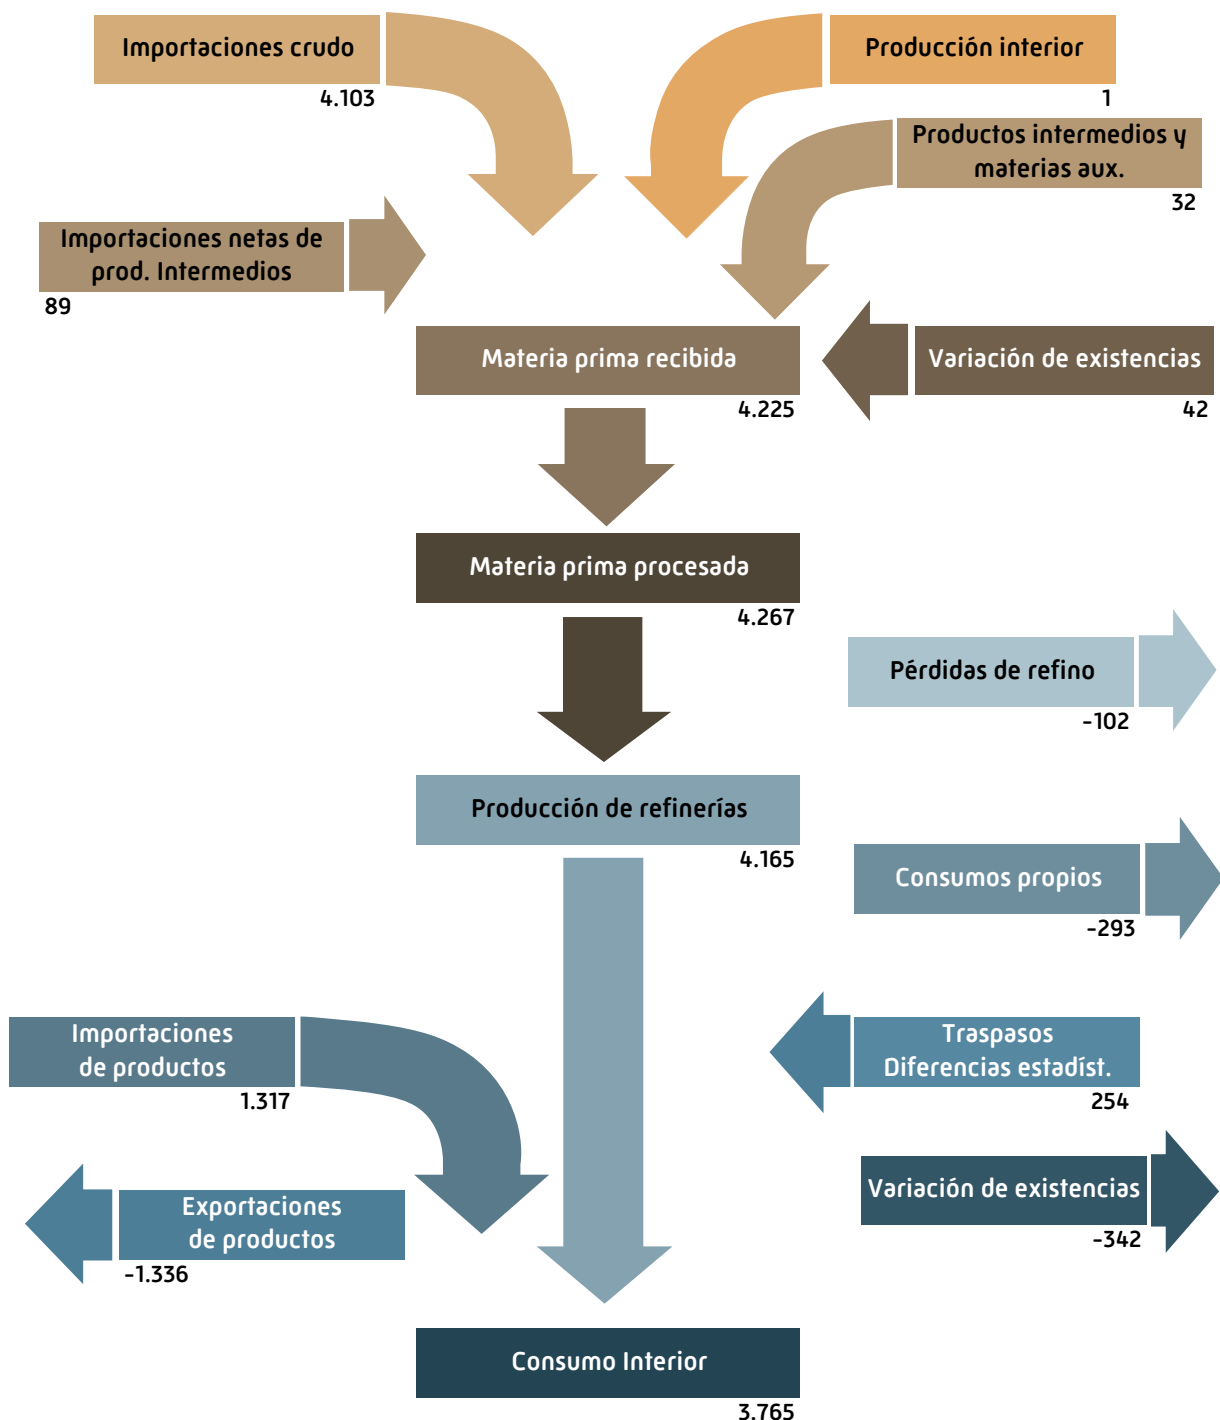 Importaciones crudo
4.103
Producción interior
1
Productos intermedios y
materias aux.
32
Importaciones netas de
prod. Intermedios
89
Materia prima recibida
4.225
Variación de existencias
42
Materia prima procesada
4.267
Pérdidas de refino
-102
Producción de refinerías
4.165
Consumos propios
-293
Importaciones
de productos
1.317
Traspasos
Diferencias estadíst.
254
Exportaciones
de productos
-1.336
Variación de existencias
-342
Consumo Interior
3.765